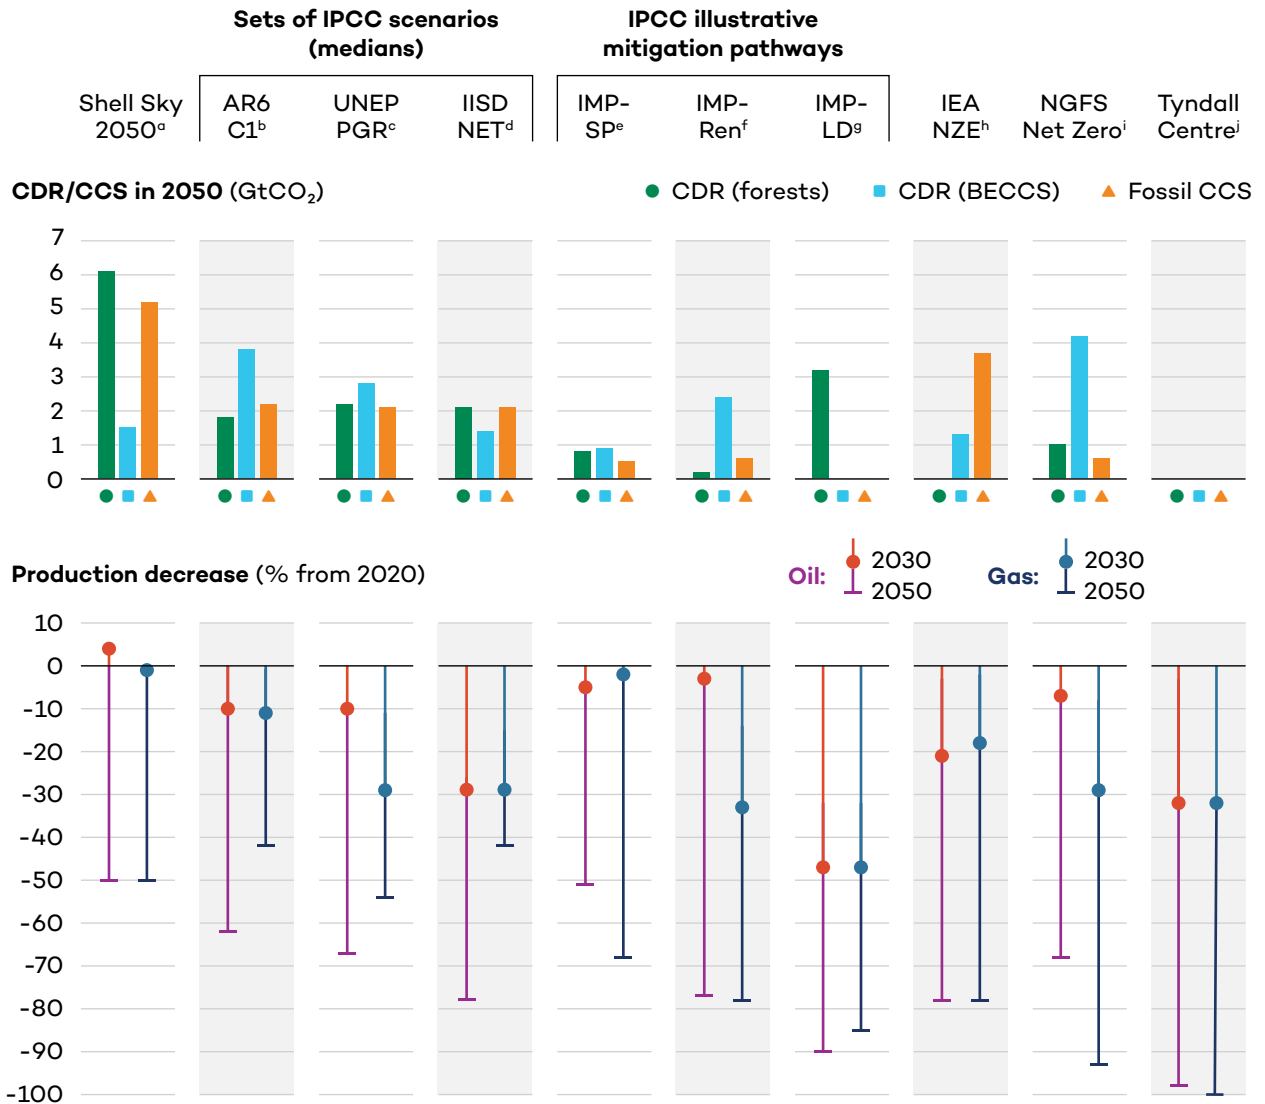 Sets of IPCC scenarios
(medians)
IPCC illustrative
mitigation pathways
Shell Sky
2050ᵃ
AR6
C1ᵇ
UNEP
PGRᶜ
IISD
NETᵈ
IMP-
SPᵉ
IMP-
Renᶠ
IMP-
LDᵍ
IEA
NZEʰ
NGFS
Net Zeroⁱ
Tyndall
Centreʲ
CDR/CCS in 2050 (GtCO₂)
CDR (forests)
CDR (BECCS)
Fossil CCS
7
6
5
4
3
2
1
0
Production decrease (% from 2020)
Oil:
2030
2050
Gas:
2030
2050
10
0
-10
-20
-30
-40
-50
-60
-70
-80
-90
-100